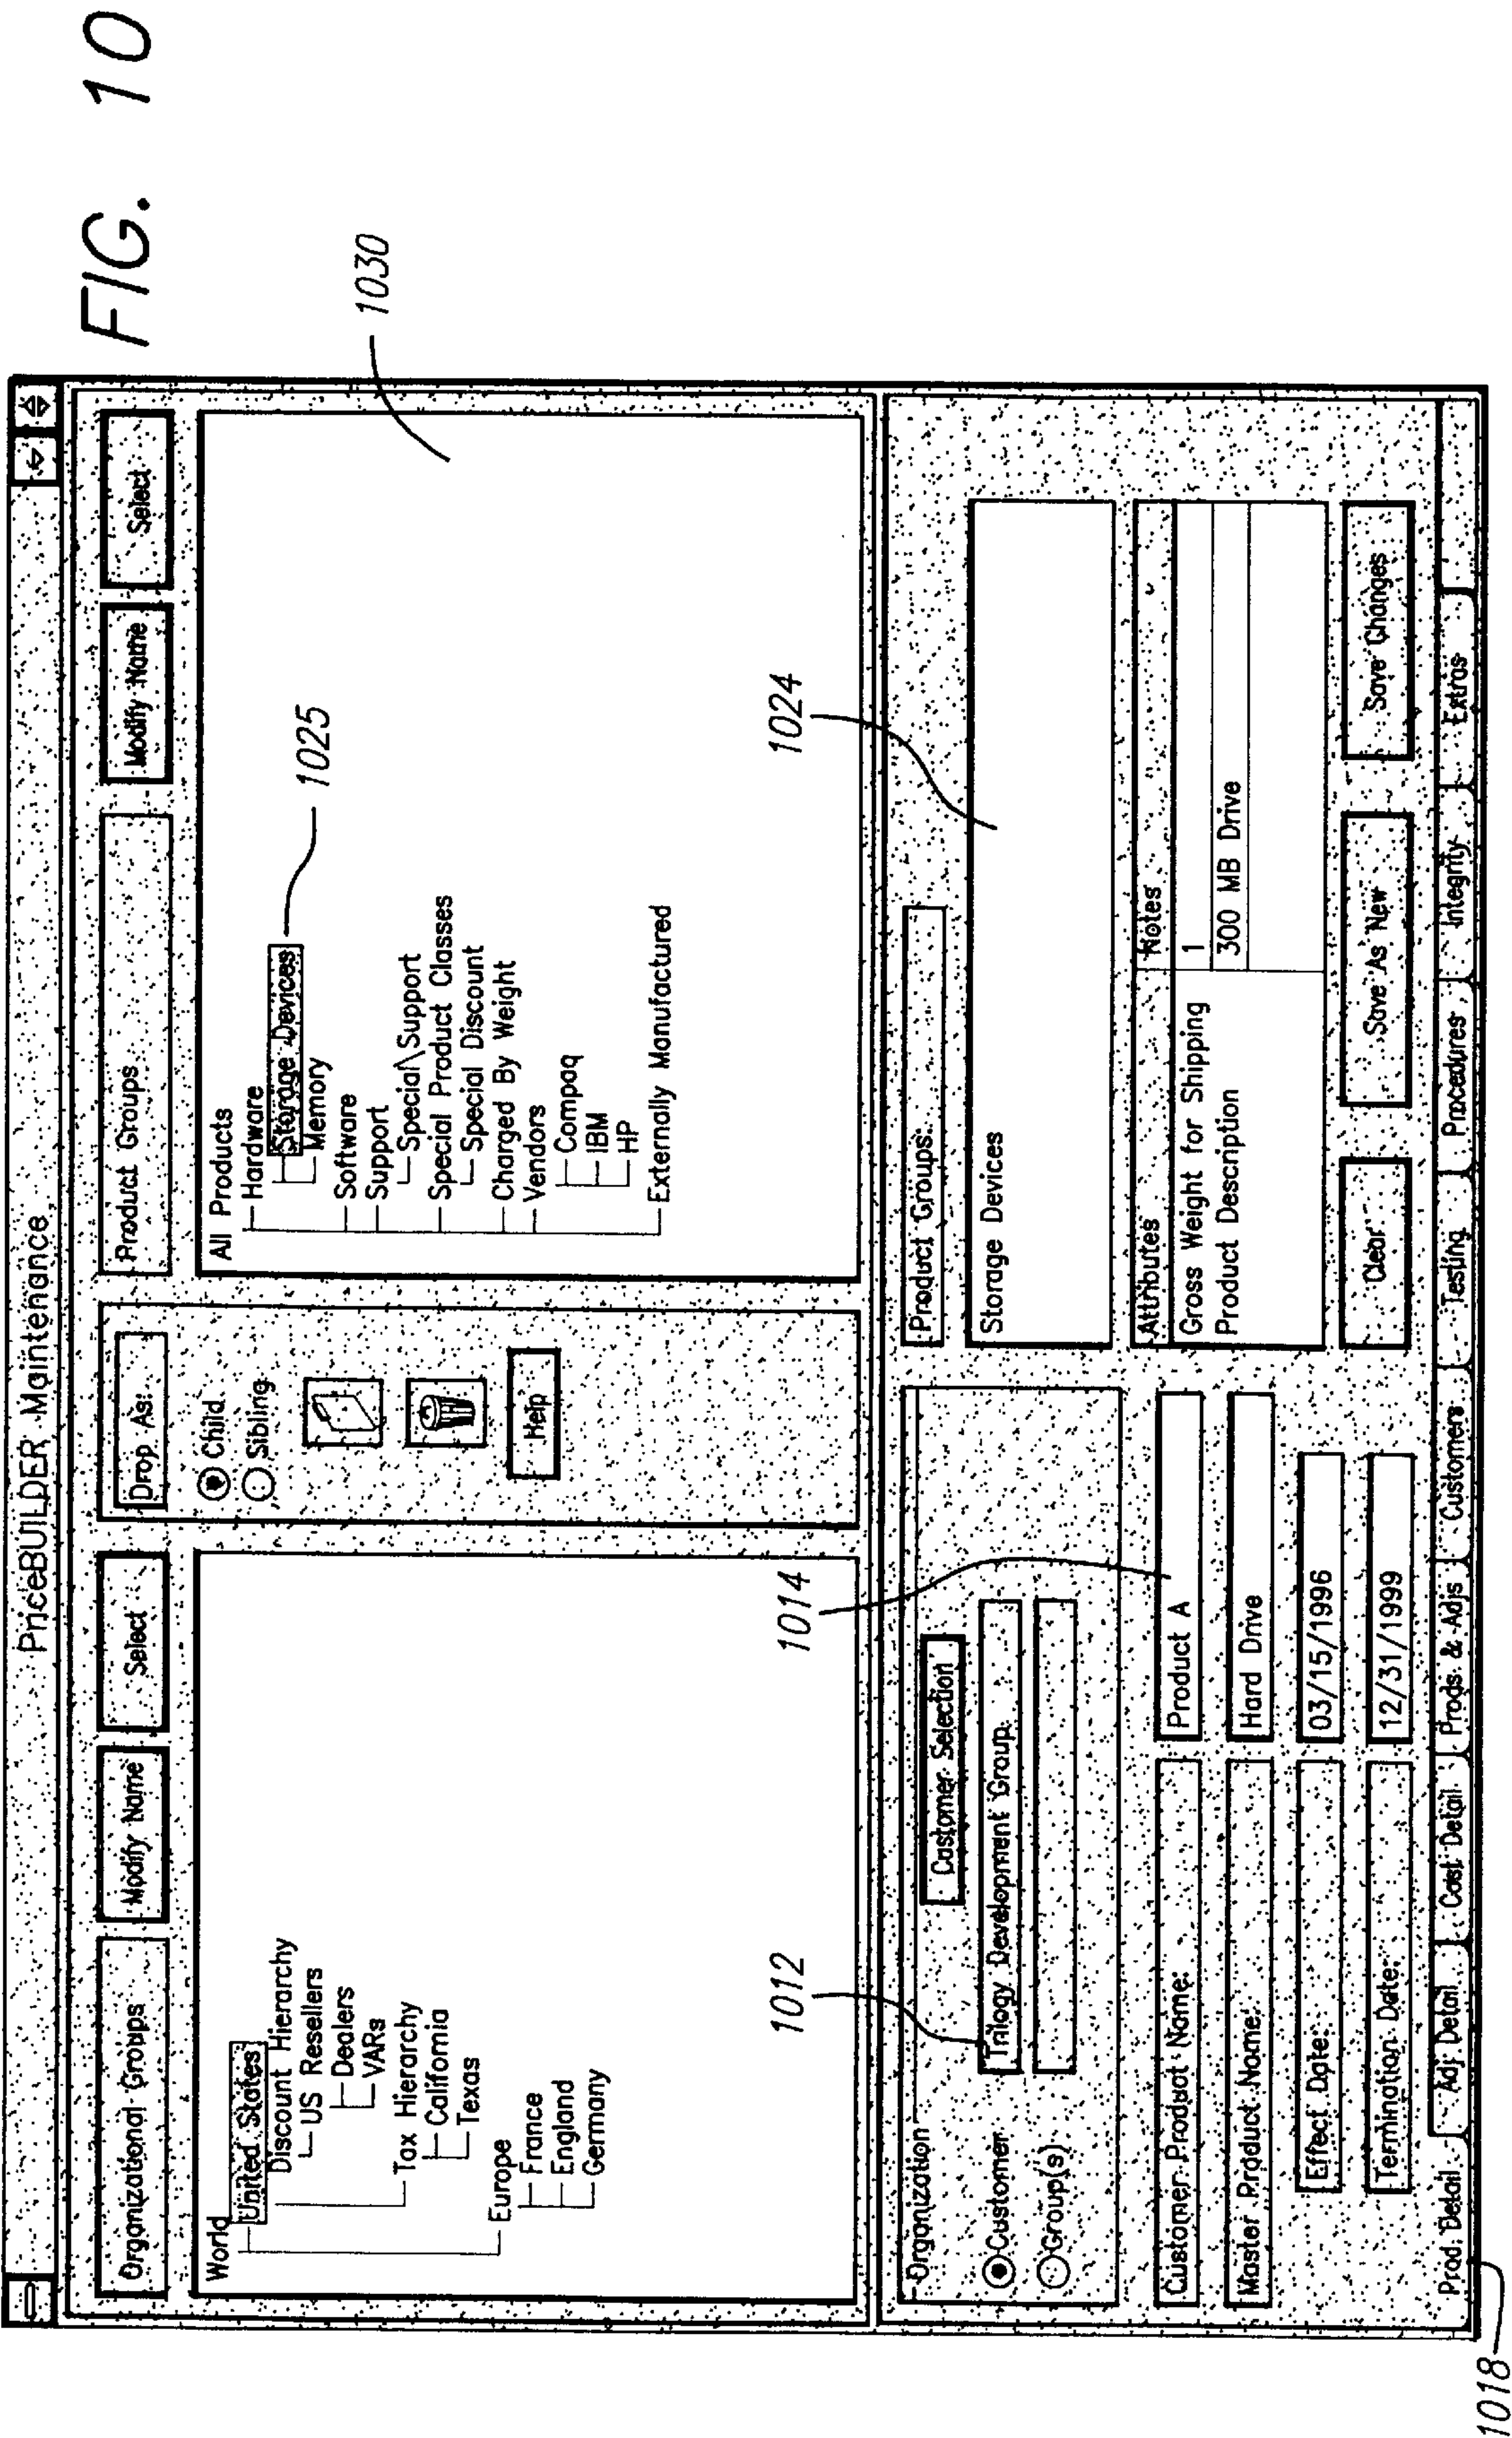 FIG. 10
PriceBUILDER Maintenance
Organizational Groups
Modify Name
Select
World
United States
Discount Hierarchy
US Resellers
Dealers
VARs
Tax Hierarchy
California
Texas
Europe
France
England
Germany
Drop As:
Child
Sibling
Help
Product Groups
Modify Name
Select
All Products
Hardware
Storage Devices
1025
Memory
Software
Support
Special\Support
Special Product Classes
Special Discount
Charged By Weight
Vendors
Compaq
IBM
HP
Externally Manufactured
1030
1012
1014
1024
Organization
Customer Selection
Customer
Trilogy Development Group
Group(s)
Customer Product Name:
Product A
Master Product Name:
Hard Drive
Effect Date:
03/15/1996
Termination Date:
12/31/1999
Product Groups:
Storage Devices
Attributes
Notes
Gross Weight for Shipping
1
Product Description
300 MB Drive
Clear
Save As New
Save Changes
Prod. Detail
Adj Detail
Cost Detail
Prods & Adjs
Customers
Testing
Procedures
Integrity
Extras
1018